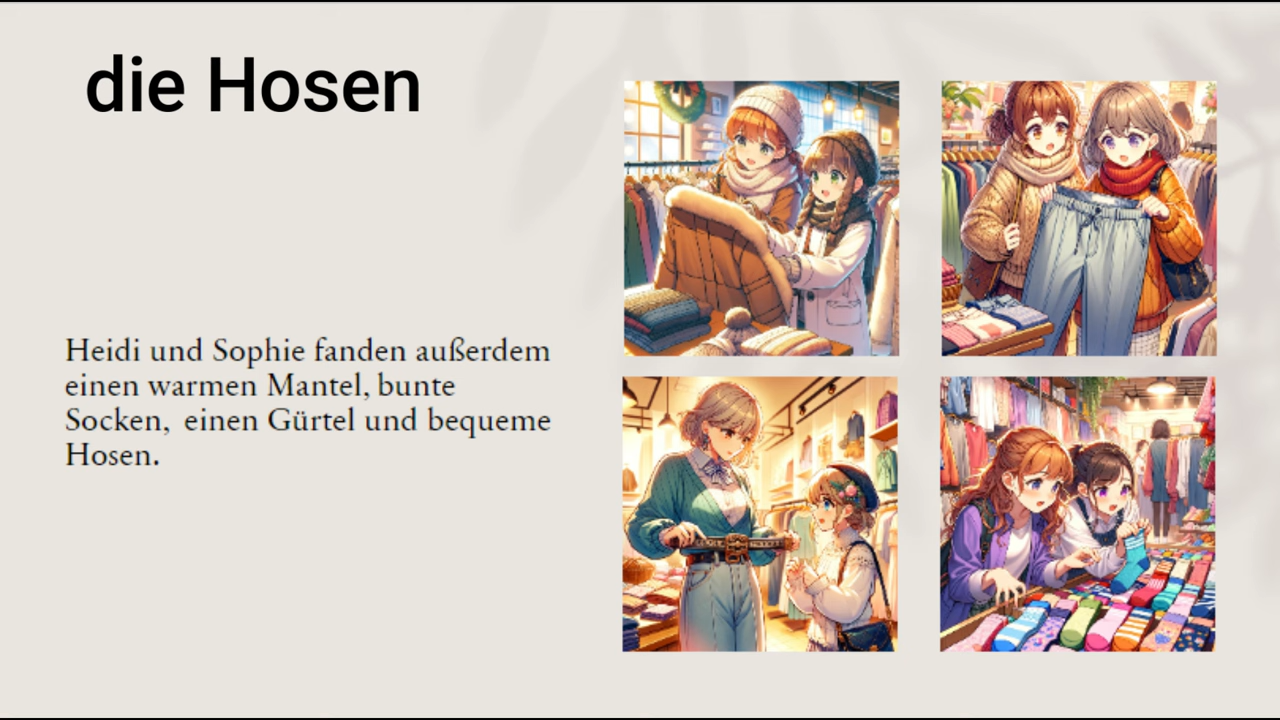 die Hosen
Heidi und Sophie fanden außerdem
einen warmen Mantel, bunte
Socken, einen Gürtel und bequeme
Hosen.